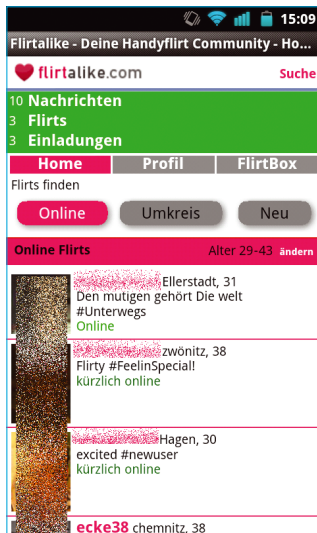 15:09
Flirtalike - Deine Handyflirt Community - Ho...
flirtalike.com
Suche
10 Nachrichten
3 Flirts
3 Einladungen
Home Profil FlirtBox
Flirts finden
Online Umkreis Neu
Online Flirts Alter 29-43 ändern
Ellerstadt, 31
Den mutigen gehört Die welt
#Unterwegs
Online
zwönitz, 38
Flirty #FeelinSpecial!
kürzlich online
Hagen, 30
excited #newuser
kürzlich online
ecke38 chemnitz, 38